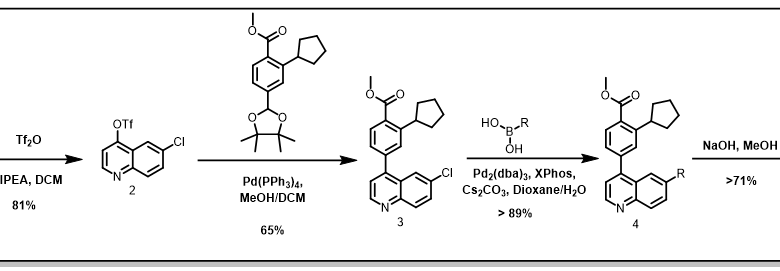 Tf₂O
IPEA, DCM
81%
OTf
Cl
N
2
O
O
O
O
Pd(PPh₃)₄,
MeOH/DCM
65%
O
O
Cl
N
3
HO
B
R
OH
Pd₂(dba)₃, XPhos,
Cs₂CO₃, Dioxane/H₂O
> 89%
O
O
R
N
4
NaOH, MeOH
>71%